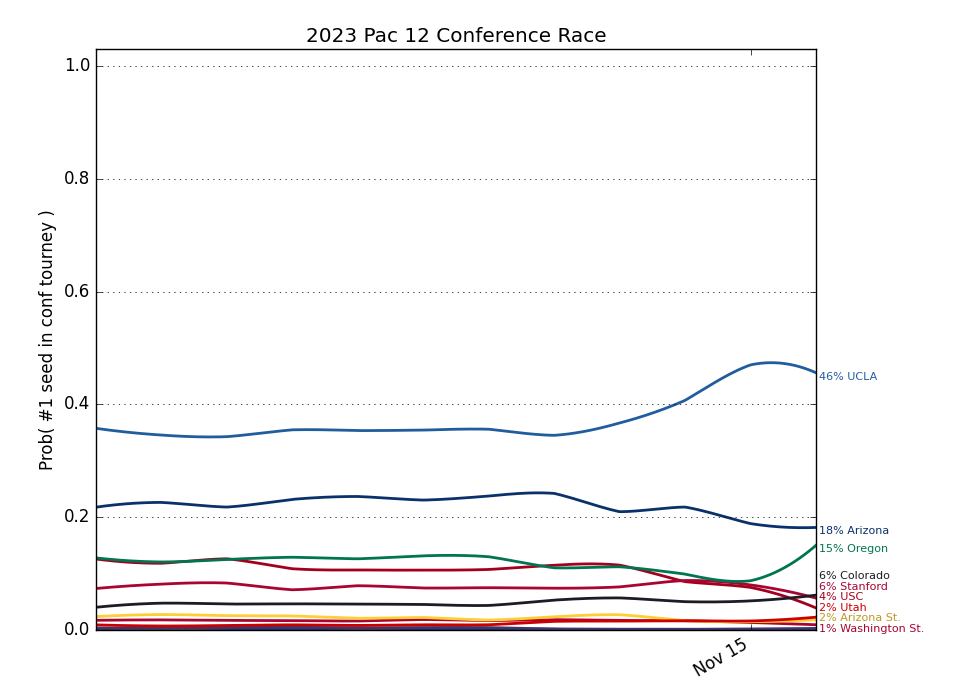 2023 Pac 12 Conference Race
1.0
0.8
0.6
0.4
0.2
0.0
Prob( #1 seed in conf tourney )
46% UCLA
18% Arizona
15% Oregon
6% Colorado
6% Stanford
4% USC
2% Utah
2% Arizona St.
1% Washington St.
Nov 15